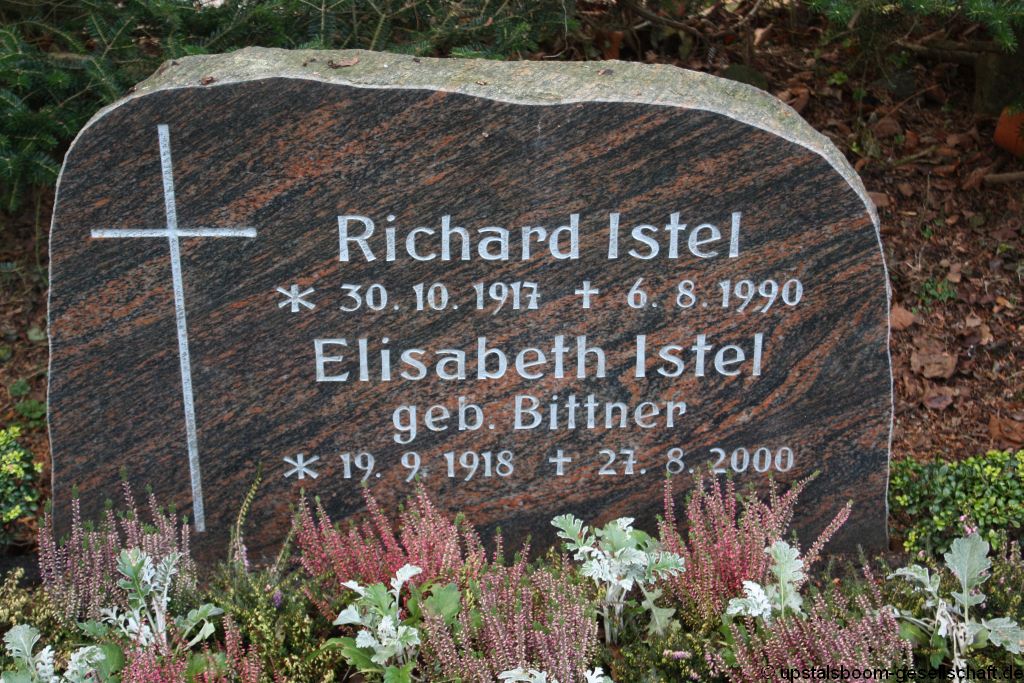 Richard Istel
* 30. 10. 1917 † 6. 8. 1990
Elisabeth Istel
geb. Bittner
* 19. 9. 1918 † 27. 8. 2000
upstalsboom-gesellschaft.de